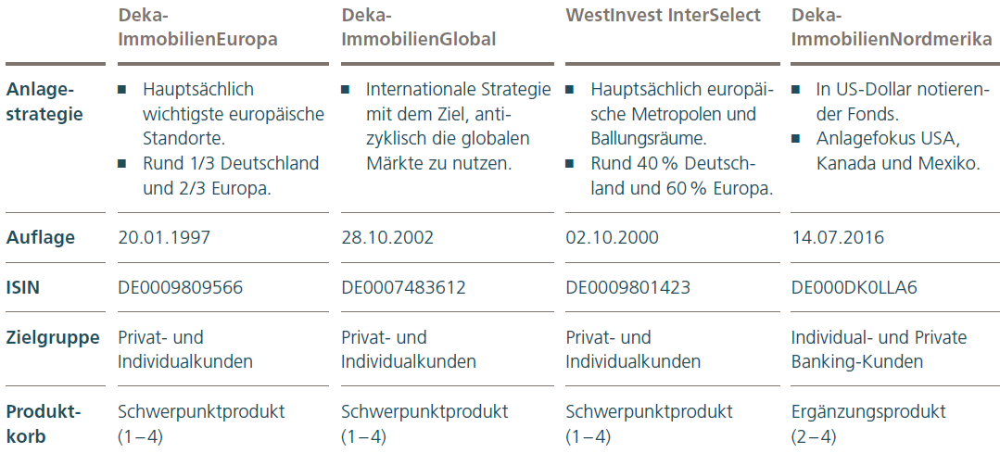 Deka-
ImmobilienEuropa
Deka-
ImmobilienGlobal
WestInvest InterSelect
Deka-
ImmobilienNordmerika
Anlage-
strategie
■ Hauptsächlich
wichtigste europäische
Standorte.
■ Rund 1/3 Deutschland
und 2/3 Europa.
■ Internationale Strategie
mit dem Ziel, anti-
zyklisch die globalen
Märkte zu nutzen.
■ Hauptsächlich europäi-
sche Metropolen und
Ballungsräume.
■ Rund 40 % Deutsch-
land und 60 % Europa.
■ In US-Dollar notieren-
der Fonds.
■ Anlagefokus USA,
Kanada und Mexiko.
Auflage
20.01.1997
28.10.2002
02.10.2000
14.07.2016
ISIN
DE0009809566
DE0007483612
DE0009801423
DE000DK0LLA6
Zielgruppe
Privat- und
Individualkunden
Privat- und
Individualkunden
Privat- und
Individualkunden
Individual- und Private
Banking-Kunden
Produkt-
korb
Schwerpunktprodukt
(1–4)
Schwerpunktprodukt
(1–4)
Schwerpunktprodukt
(1–4)
Ergänzungsprodukt
(2–4)